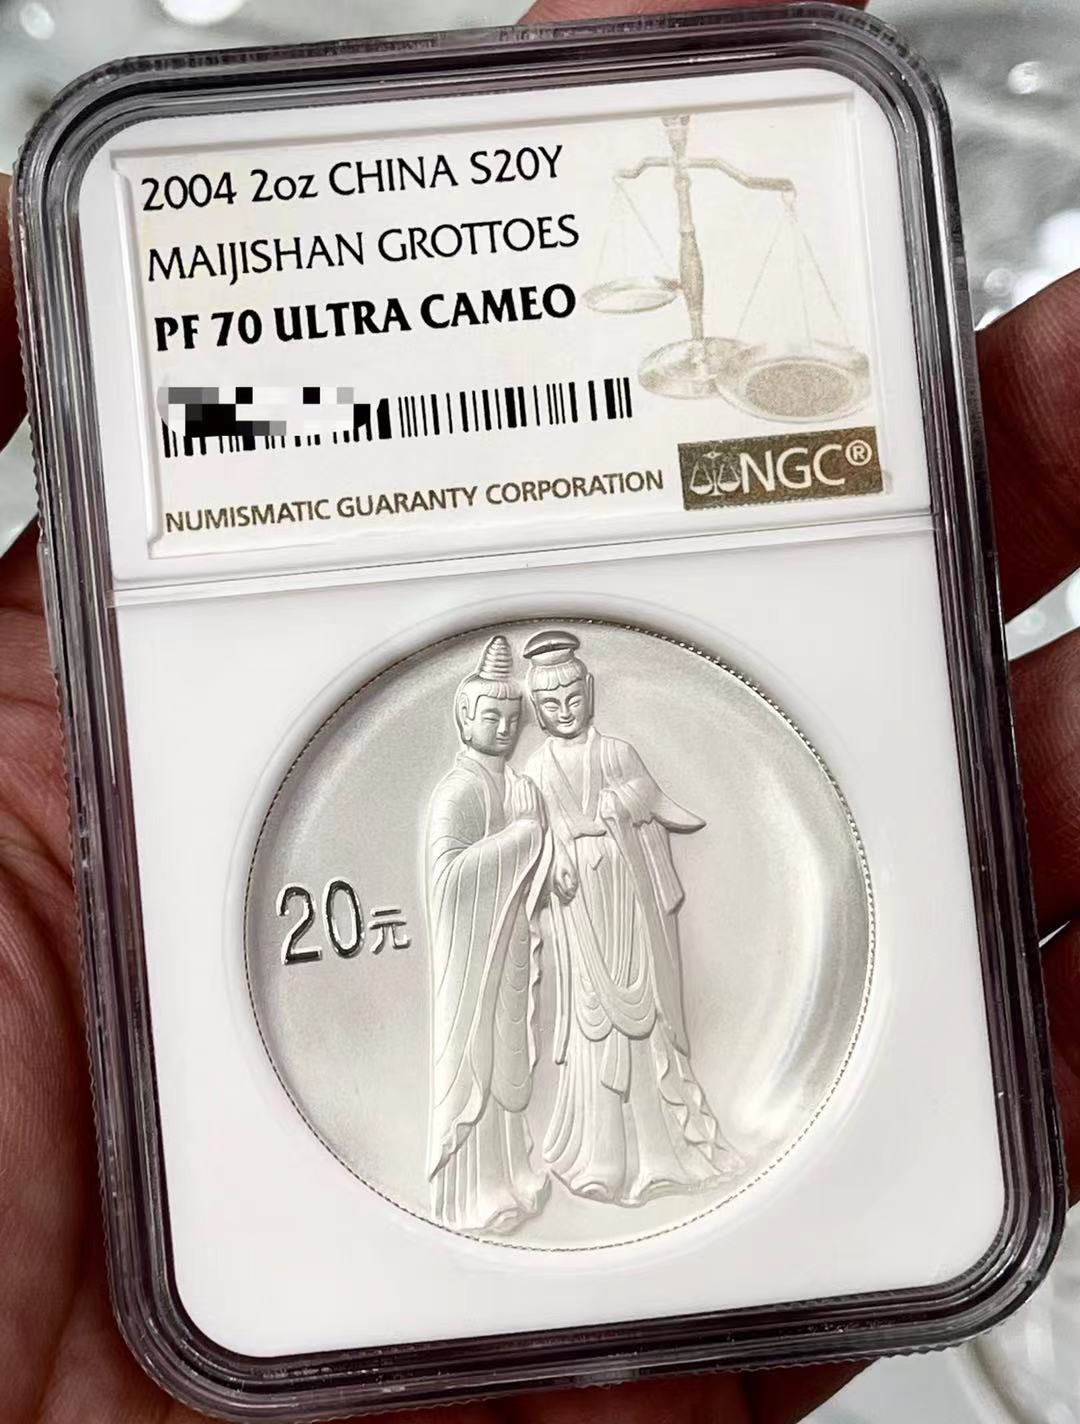 2004 2oz CHINA S20Y
MAIJISHAN GROTTOES
PF 70 ULTRA CAMEO
NUMISMATIC GUARANTY CORPORATION
NGC®
20元